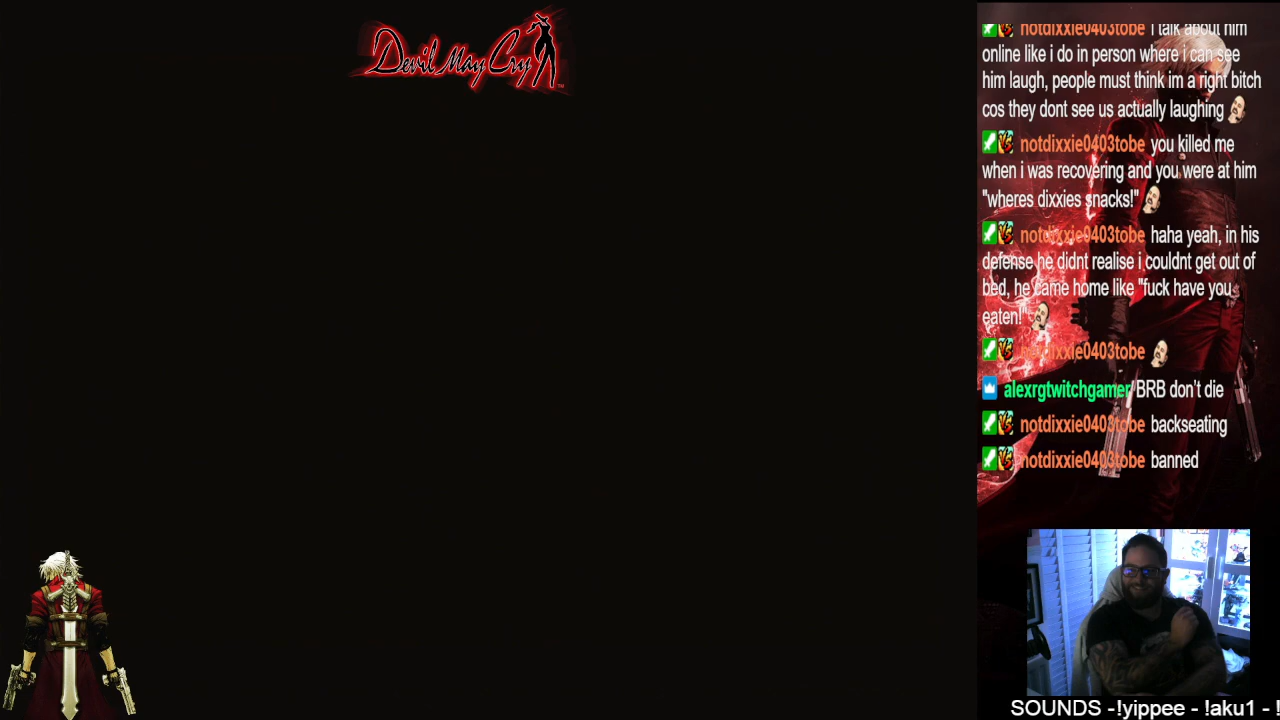 Devil May Cry
TM
notdixxie0403tobe i talk about him
online like i do in person where i can see
him laugh, people must think im a right bitch
cos they dont see us actually laughing
notdixxie0403tobe you killed me
when i was recovering and you were at him
"wheres dixxies snacks!"
notdixxie0403tobe haha yeah, in his
defense he didnt realise i couldnt get out of
bed, he came home like "fuck have you
eaten!"
notdixxie0403tobe
alexrgtwitchgamer BRB don't die
notdixxie0403tobe backseating
notdixxie0403tobe banned
SOUNDS -!yippee - !aku1 - !